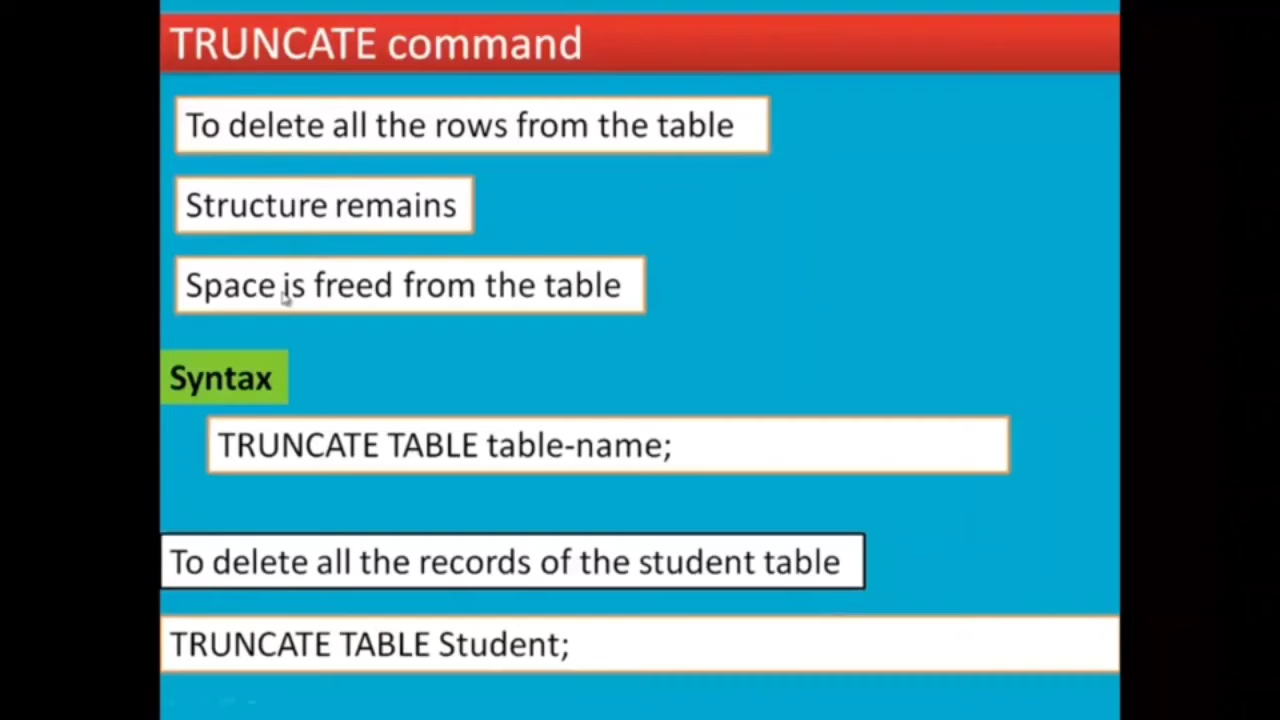 TRUNCATE command
To delete all the rows from the table
Structure remains
Space is freed from the table
Syntax
TRUNCATE TABLE table-name;
To delete all the records of the student table
TRUNCATE TABLE Student;